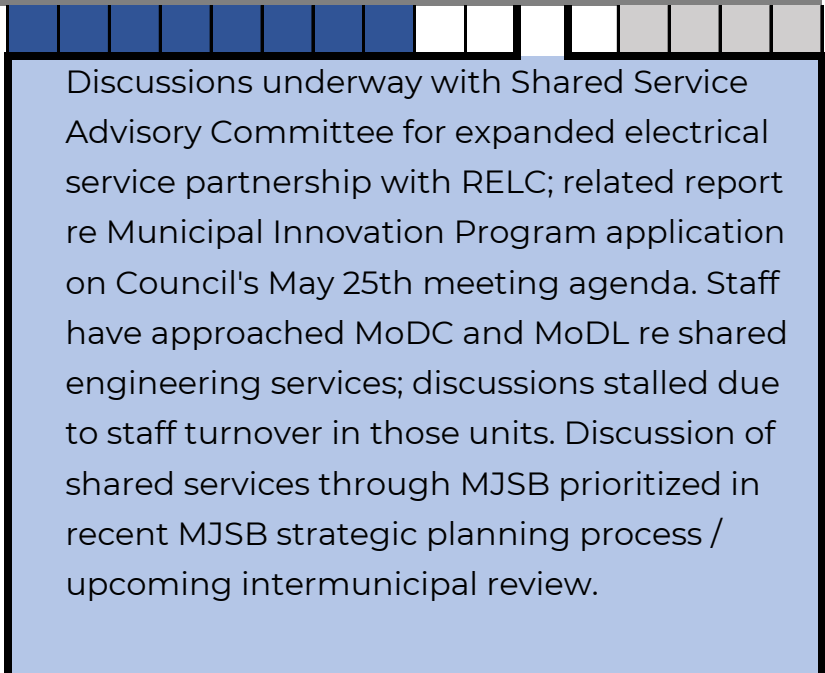 Discussions underway with Shared Service
Advisory Committee for expanded electrical
service partnership with RELC; related report
re Municipal Innovation Program application
on Council's May 25th meeting agenda. Staff
have approached MoDC and MoDL re shared
engineering services; discussions stalled due
to staff turnover in those units. Discussion of
shared services through MJSB prioritized in
recent MJSB strategic planning process /
upcoming intermunicipal review.